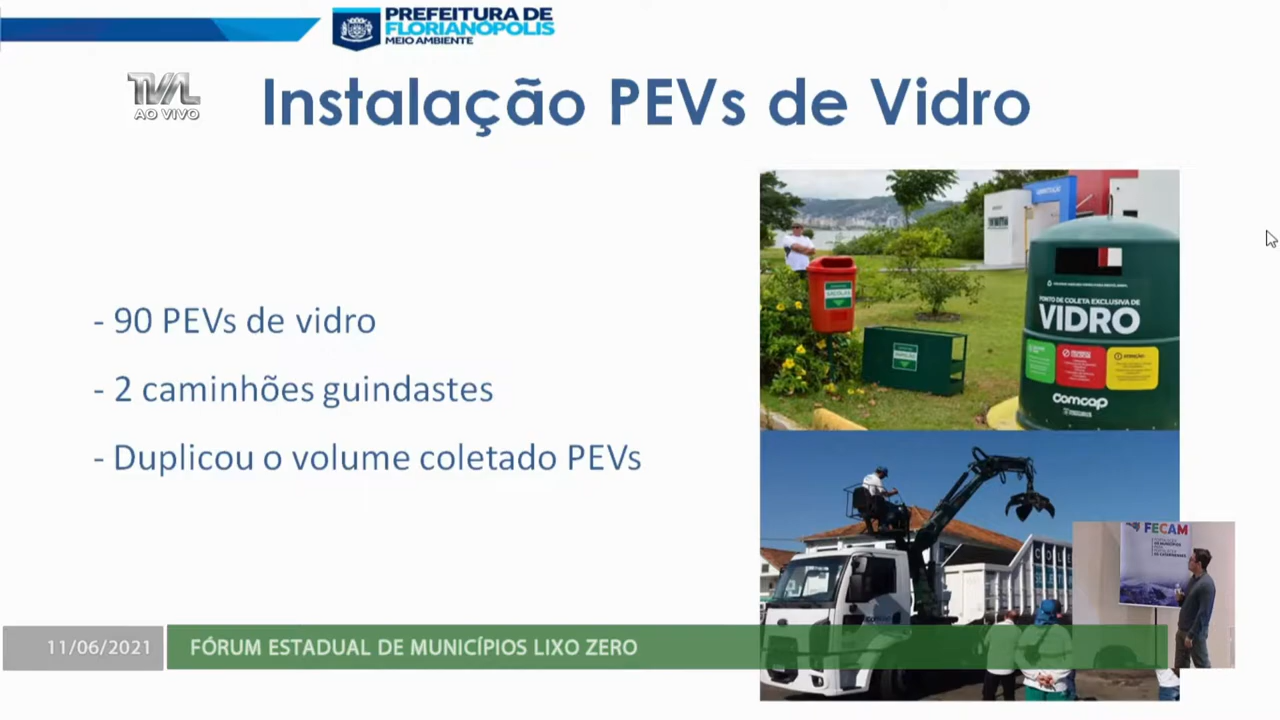 PREFEITURA DE
FLORIANÓPOLIS
MEIO AMBIENTE
TVAL
AO VIVO
Instalação PEVs de Vidro
- 90 PEVs de vidro
- 2 caminhões guindastes
- Duplicou o volume coletado PEVs
PONTO DE COLETA EXCLUSIVA DE
VIDRO
ATENÇÃO
comcap
FECAM
11/06/2021
FÓRUM ESTADUAL DE MUNICÍPIOS LIXO ZERO